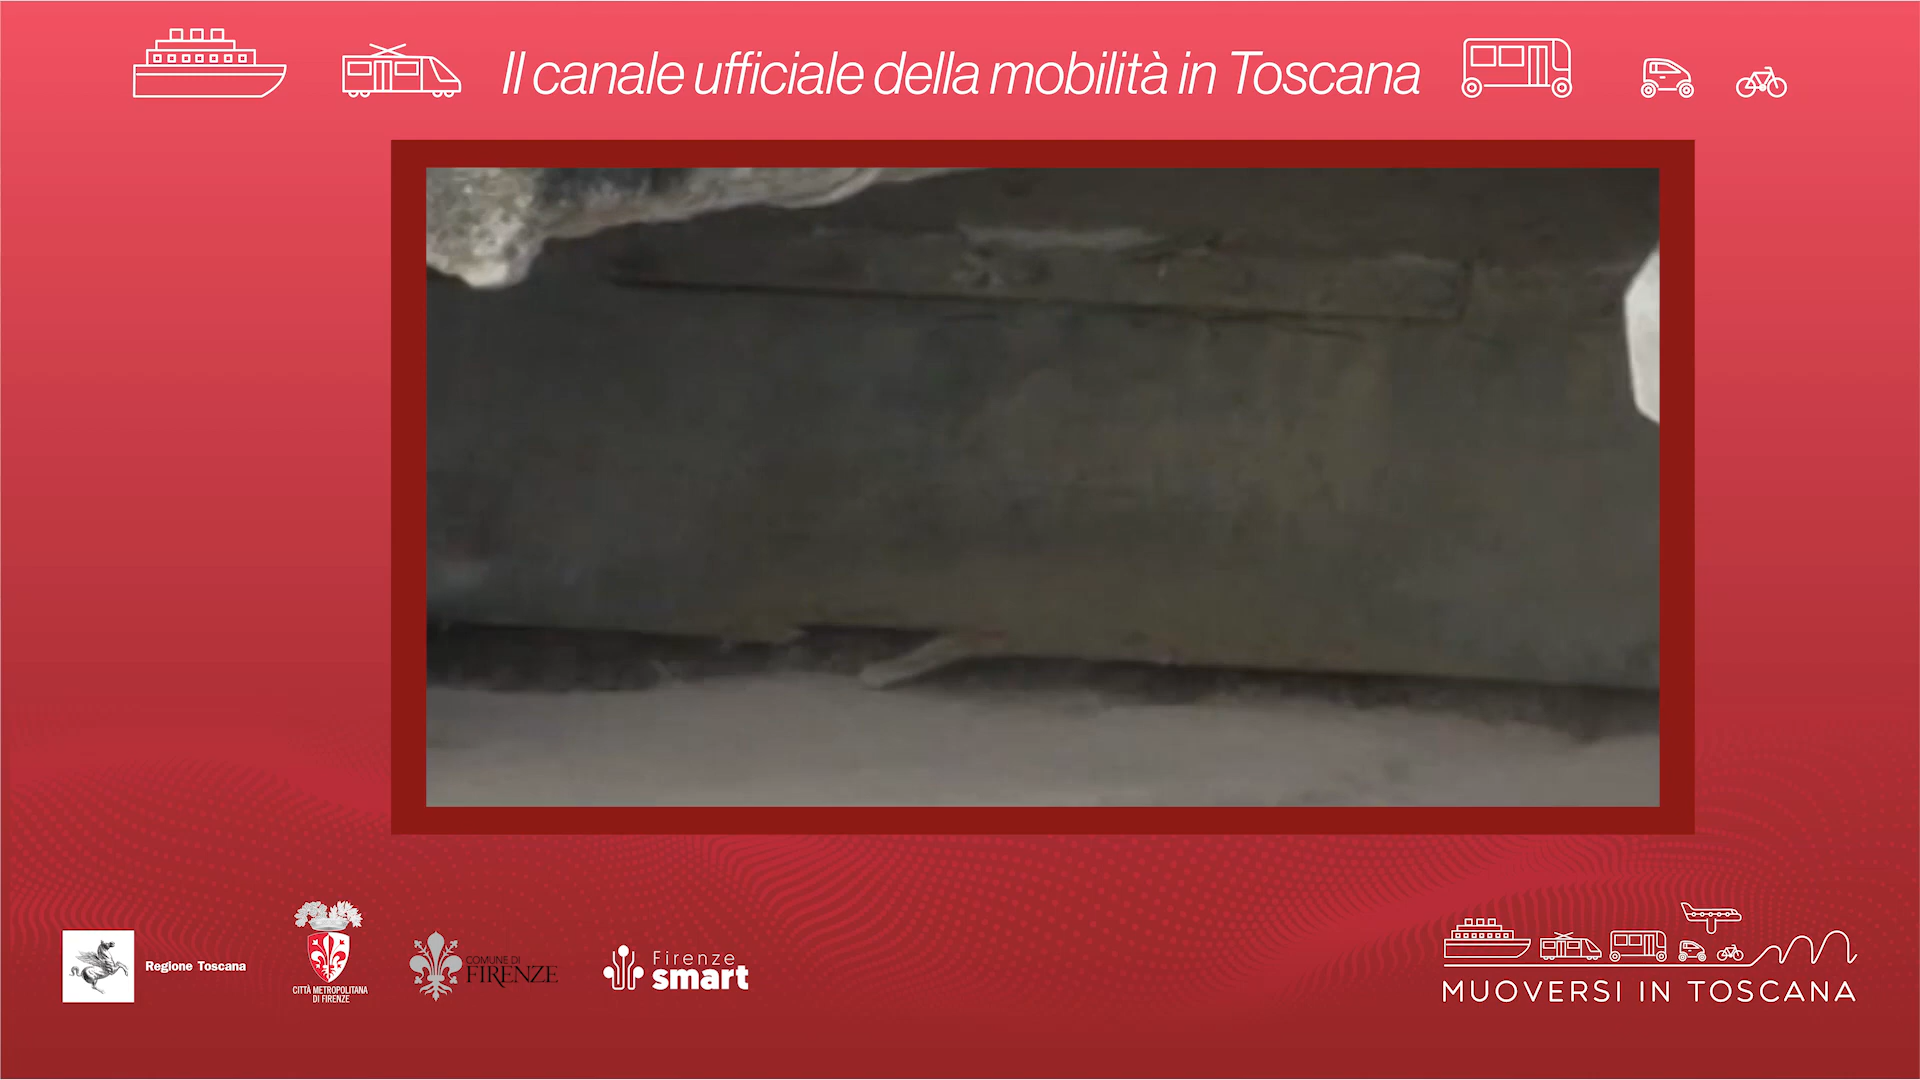 Il canale ufficiale della mobilità in Toscana
Regione Toscana
CITTÀ METROPOLITANA
DI FIRENZE
COMUNE DI
FIRENZE
Firenze
smart
MUOVERSI IN TOSCANA